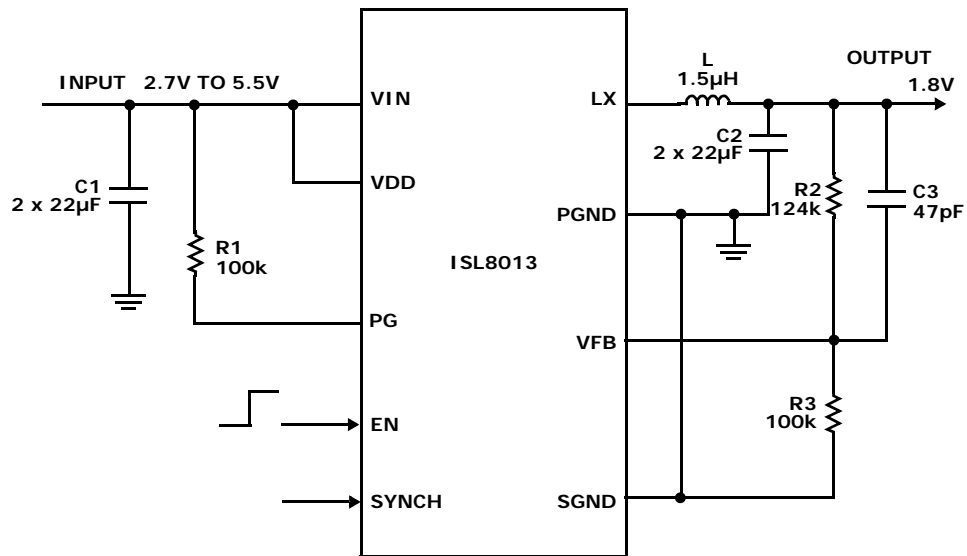 INPUT 2.7V TO 5.5V
L
1.5µH
OUTPUT
1.8V
VIN
LX
C1
2 x 22µF
VDD
C2
2 x 22µF
R2
124k
C3
47pF
PGND
R1
100k
ISL8013
PG
VFB
EN
R3
100k
SYNCH
SGND